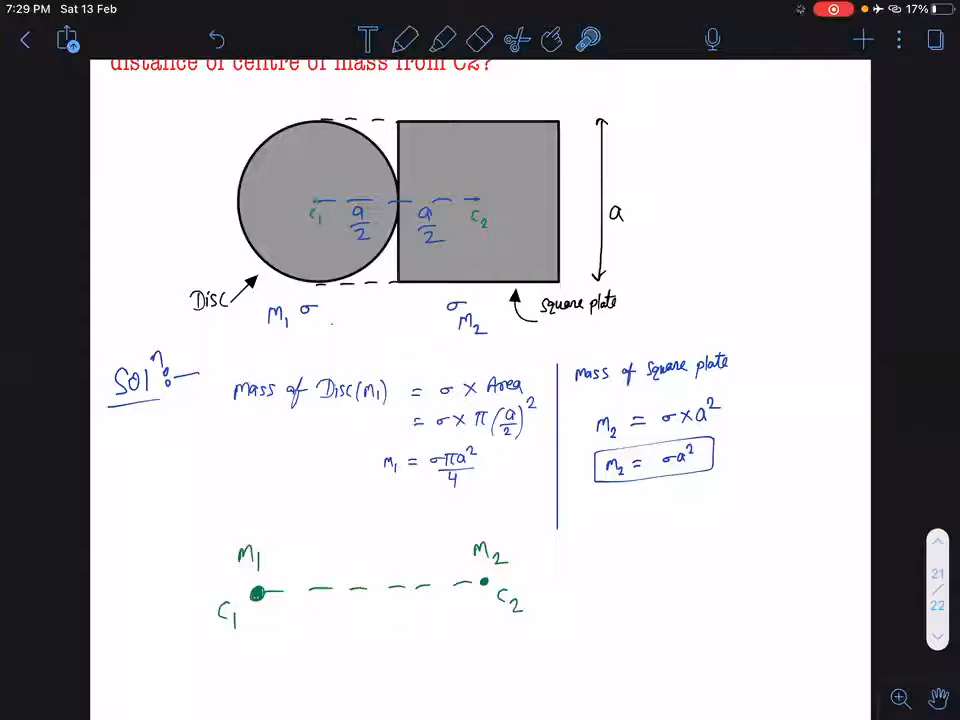 7:29 PM Sat 13 Feb
17%
distance of centre of mass from C2?
a
C1 a/2 a/2 C2
Disc
M1 σ
σ
M2
square plate
Solⁿ:—
Mass of Disc(M1) = σ × Area
= σ × π(a/2)²
M1 = σπa²/4
Mass of square plate
M2 = σ×a²
M2 = σa²
M1
M2
C1
C2
21
/
22